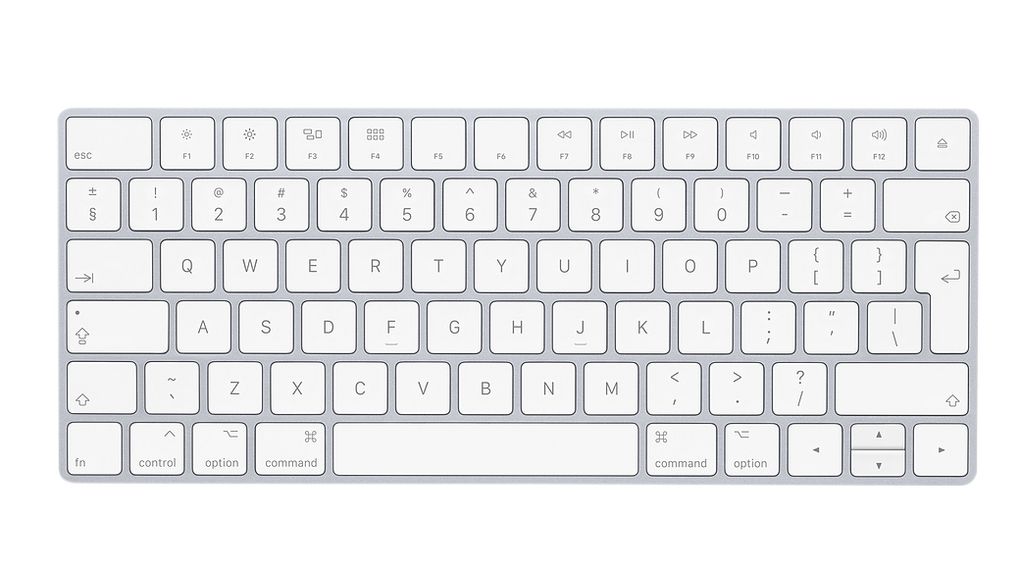 esc F1 F2 F3 F4 F5 F6 F7 F8 F9 F10 F11 F12
± ! @ # $ % ^ & * ( ) — +
§ 1 2 3 4 5 6 7 8 9 0 - =
Q W E R T Y U I O P { }
[ ]
A S D F G H J K L : " |
; ' \
~ Z X C V B N M < > ?
` , . /
fn control option command command option